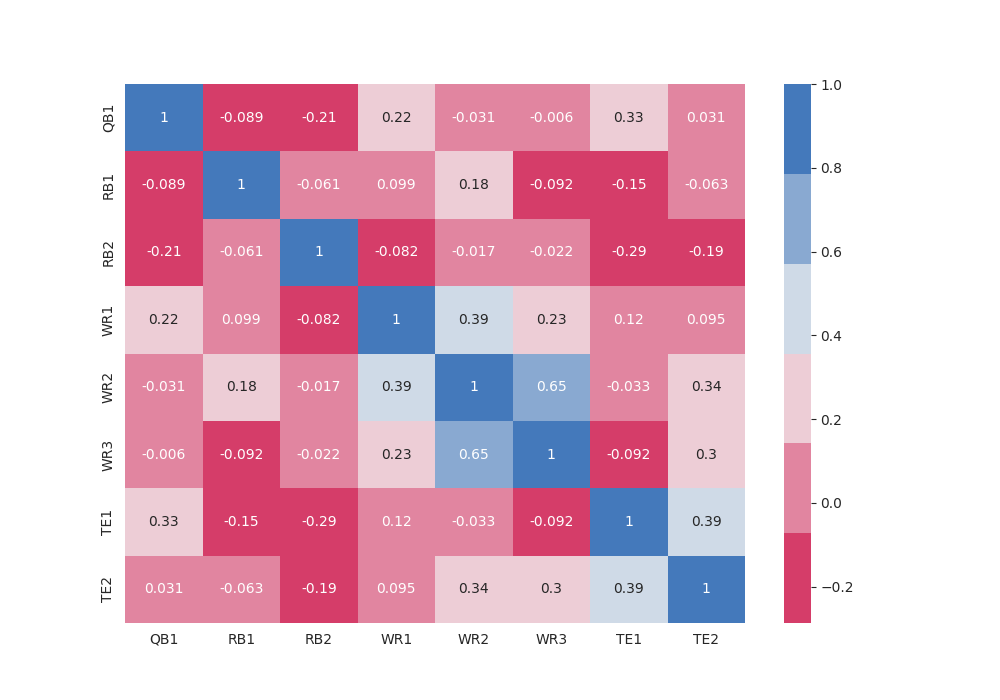 QB1 1 -0.089 -0.21 0.22 -0.031 -0.006 0.33 0.031
RB1 -0.089 1 -0.061 0.099 0.18 -0.092 -0.15 -0.063
RB2 -0.21 -0.061 1 -0.082 -0.017 -0.022 -0.29 -0.19
WR1 0.22 0.099 -0.082 1 0.39 0.23 0.12 0.095
WR2 -0.031 0.18 -0.017 0.39 1 0.65 -0.033 0.34
WR3 -0.006 -0.092 -0.022 0.23 0.65 1 -0.092 0.3
TE1 0.33 -0.15 -0.29 0.12 -0.033 -0.092 1 0.39
TE2 0.031 -0.063 -0.19 0.095 0.34 0.3 0.39 1
QB1 RB1 RB2 WR1 WR2 WR3 TE1 TE2
1.0
0.8
0.6
0.4
0.2
0.0
−0.2